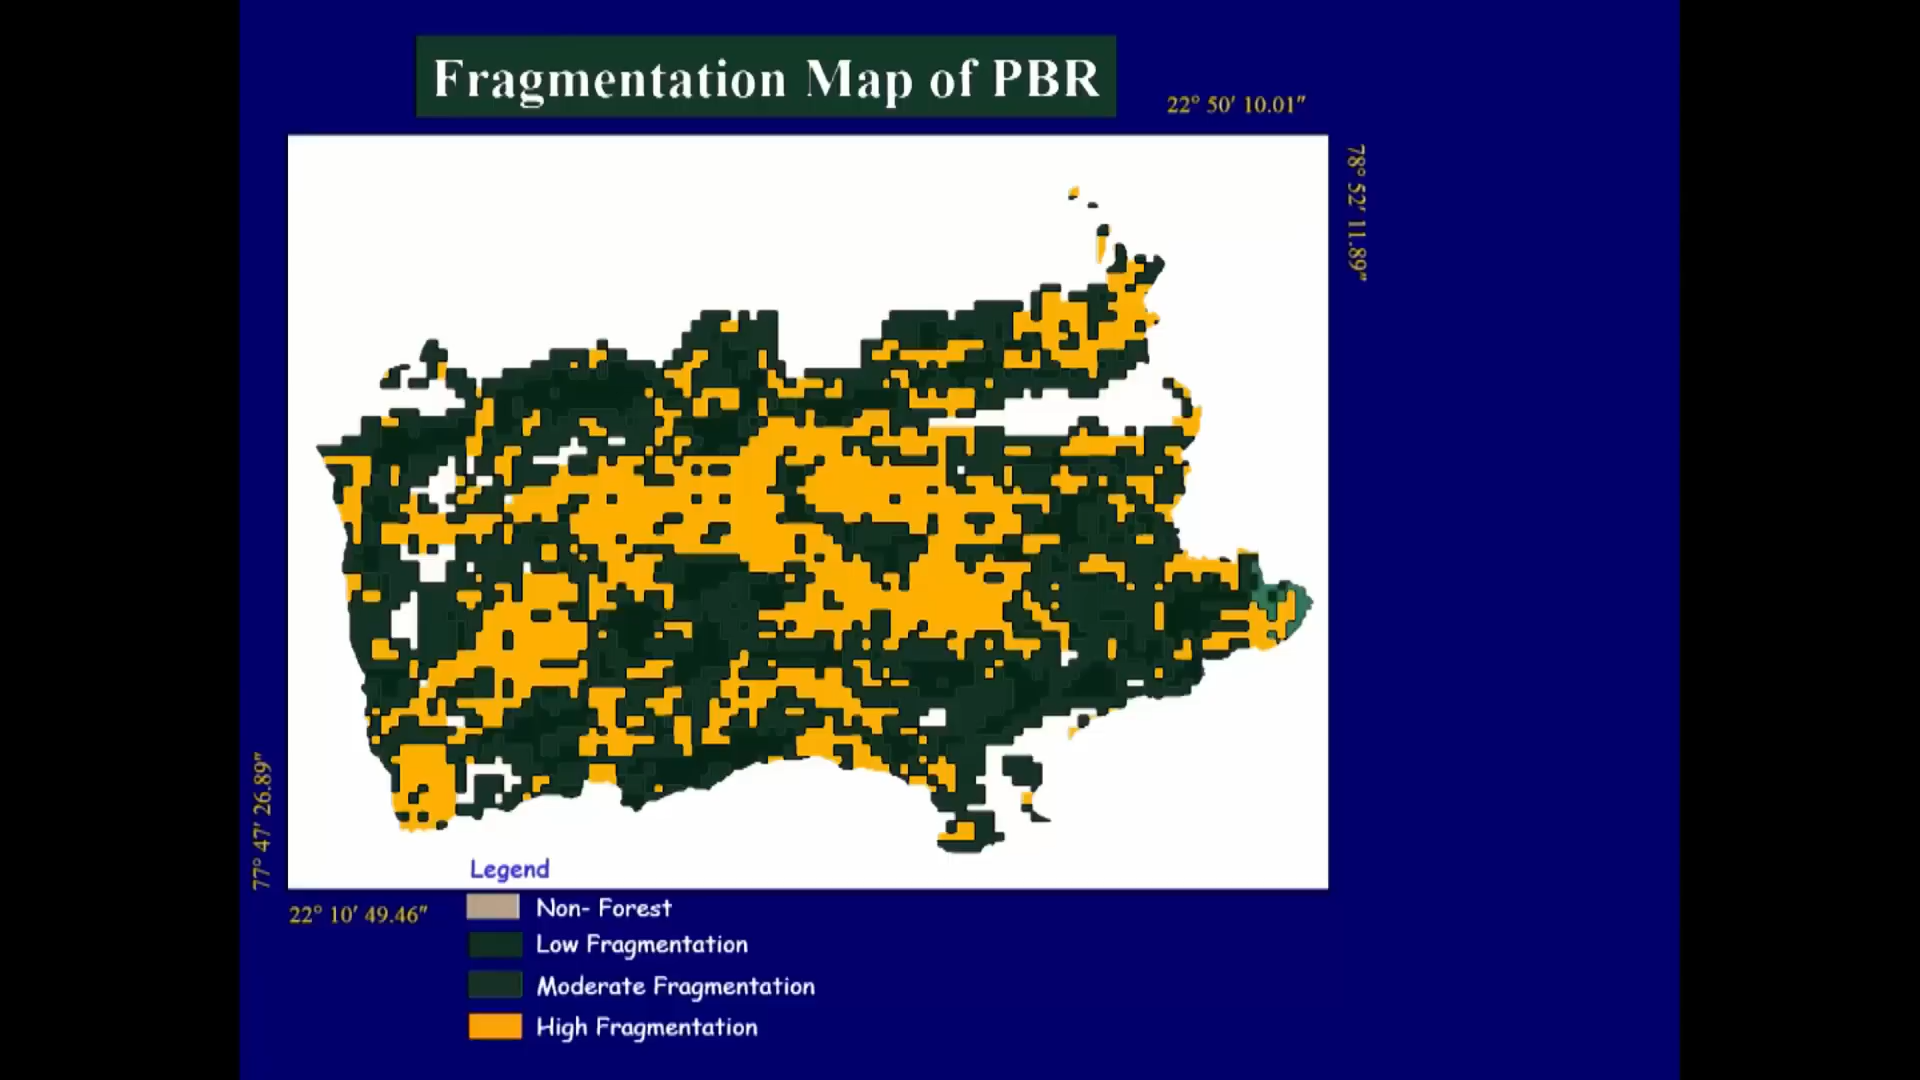 Fragmentation Map of PBR
22° 50′ 10.01″
78° 52′ 11.89″
77° 47′ 26.89″
22° 10′ 49.46″
Legend
Non- Forest
Low Fragmentation
Moderate Fragmentation
High Fragmentation